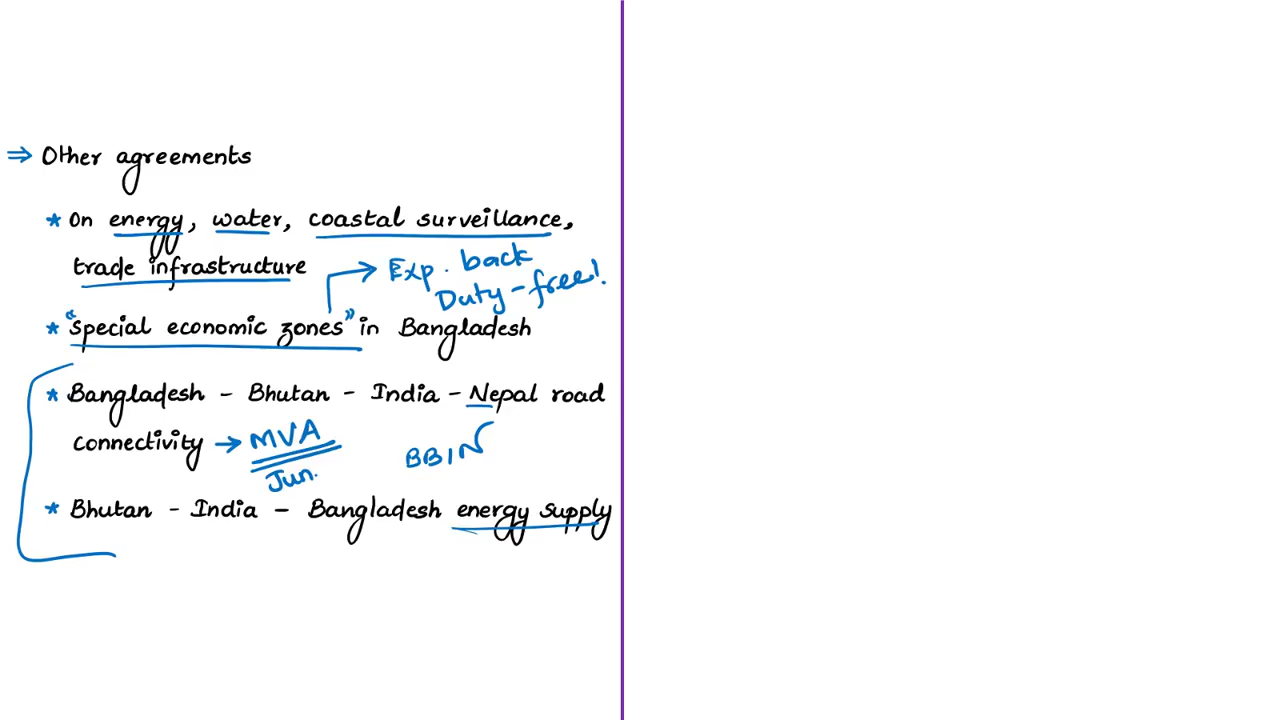 ⇒ Other agreements
* On energy, water, coastal surveillance,
trade infrastructure
→ Exp. back
Duty-free!
* "special economic zones" in Bangladesh
* Bangladesh - Bhutan - India - Nepal road
connectivity → MVA
Jun.
BBIN
* Bhutan - India - Bangladesh energy supply